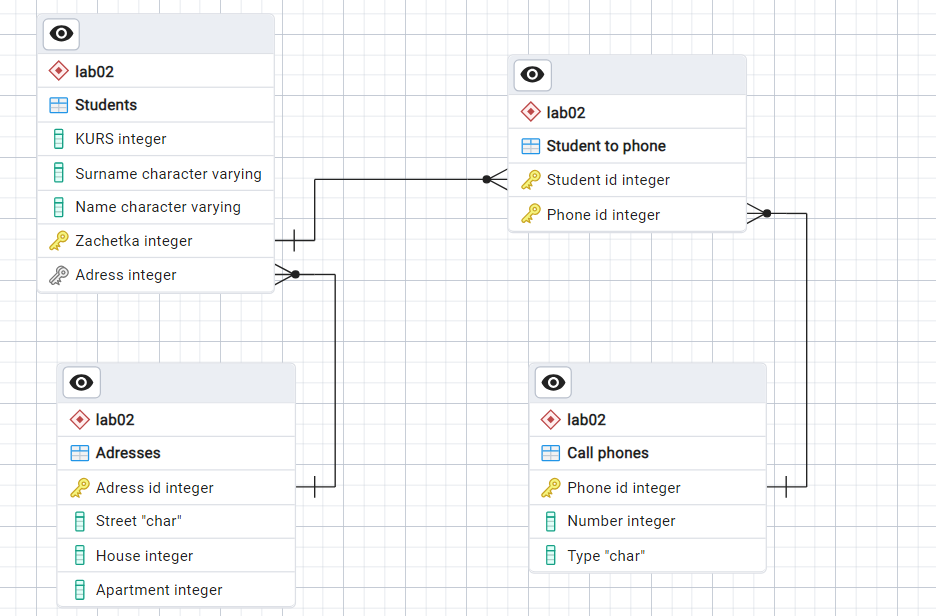 lab02
Students
KURS integer
Surname character varying
Name character varying
Zachetka integer
Adress integer
lab02
Student to phone
Student id integer
Phone id integer
lab02
Adresses
Adress id integer
Street "char"
House integer
Apartment integer
lab02
Call phones
Phone id integer
Number integer
Type "char"